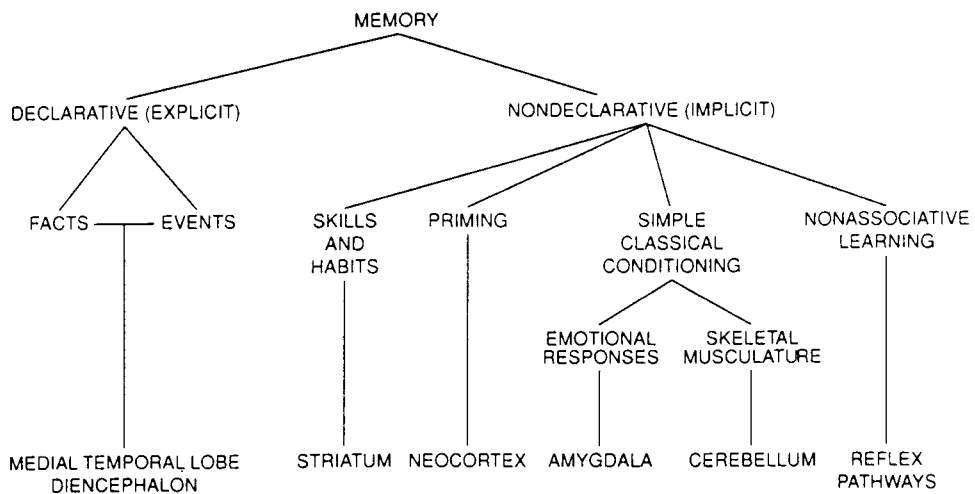 MEMORY
DECLARATIVE (EXPLICIT)
NONDECLARATIVE (IMPLICIT)
FACTS
EVENTS
SKILLS
AND
HABITS
PRIMING
SIMPLE
CLASSICAL
CONDITIONING
NONASSOCIATIVE
LEARNING
EMOTIONAL
RESPONSES
SKELETAL
MUSCULATURE
MEDIAL TEMPORAL LOBE
DIENCEPHALON
STRIATUM
NEOCORTEX
AMYGDALA
CEREBELLUM
REFLEX
PATHWAYS